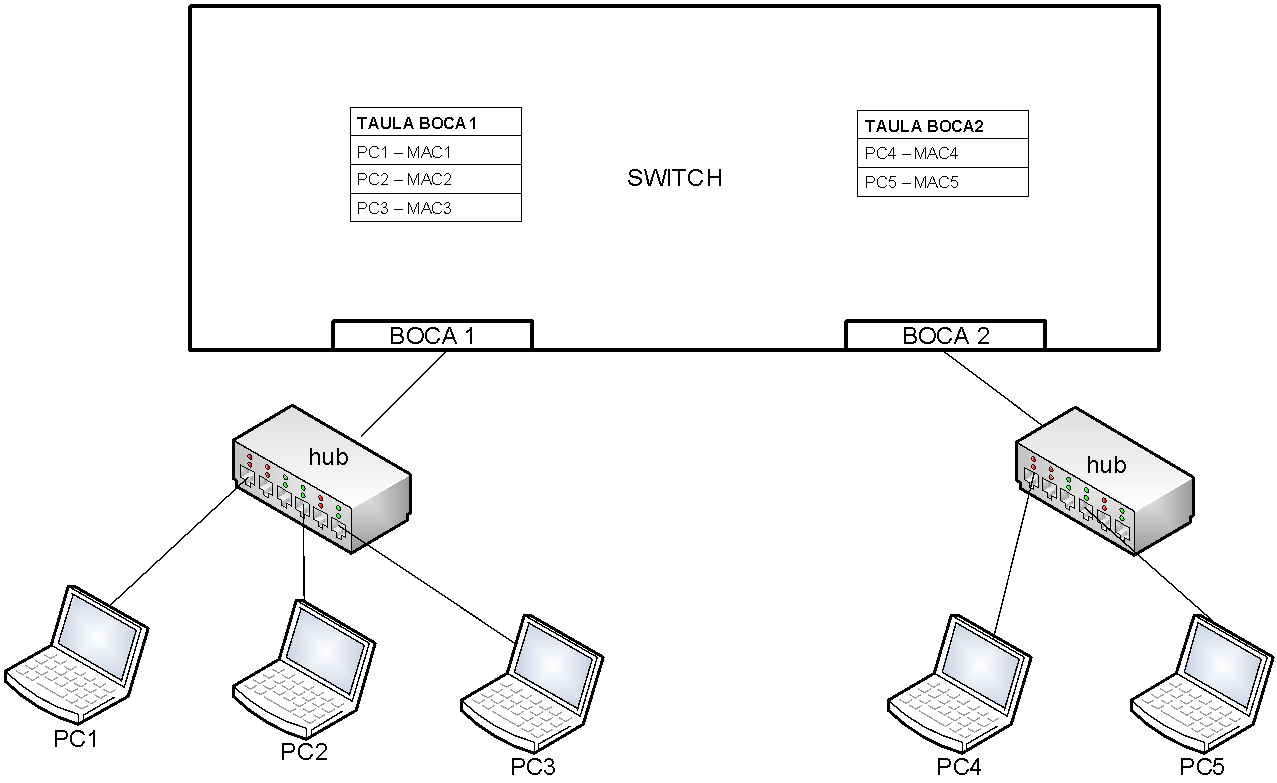 TAULA BOCA1
PC1 – MAC1
PC2 – MAC2
PC3 – MAC3
TAULA BOCA2
PC4 – MAC4
PC5 – MAC5
SWITCH
BOCA 1
BOCA 2
hub
hub
PC1
PC2
PC3
PC4
PC5